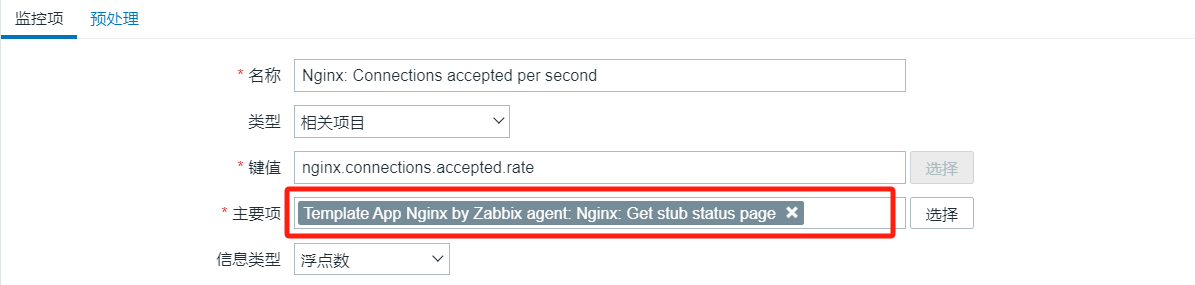 监控项 预处理
* 名称 Nginx: Connections accepted per second
类型 相关项目
* 键值 nginx.connections.accepted.rate 选择
* 主要项 Template App Nginx by Zabbix agent: Nginx: Get stub status page 选择
信息类型 浮点数